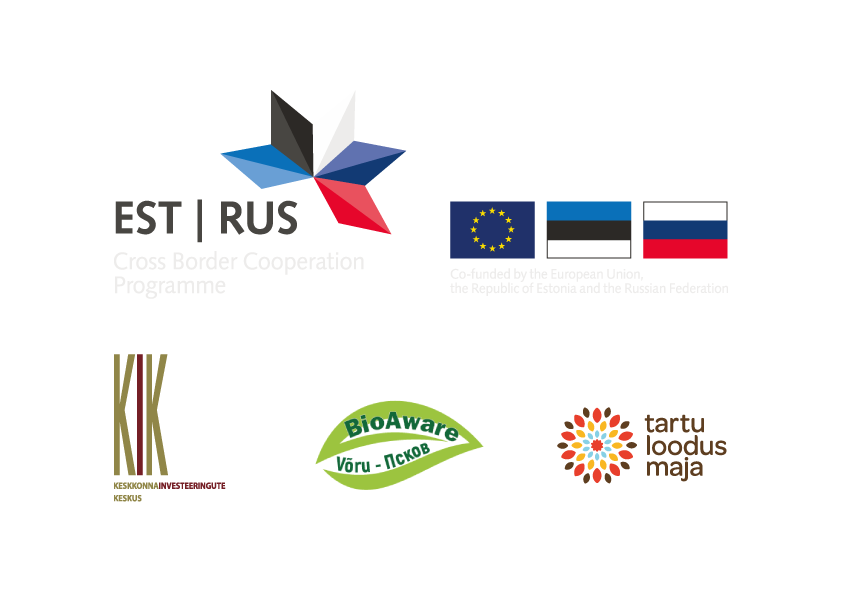 EST | RUS
Cross Border Cooperation
Programme
Co-funded by the European Union,
the Republic of Estonia and the Russian Federation
KIK
KESKKONNAINVESTEERINGUTE
KESKUS
BioAware
Võru - Псков
tartu
loodus
maja